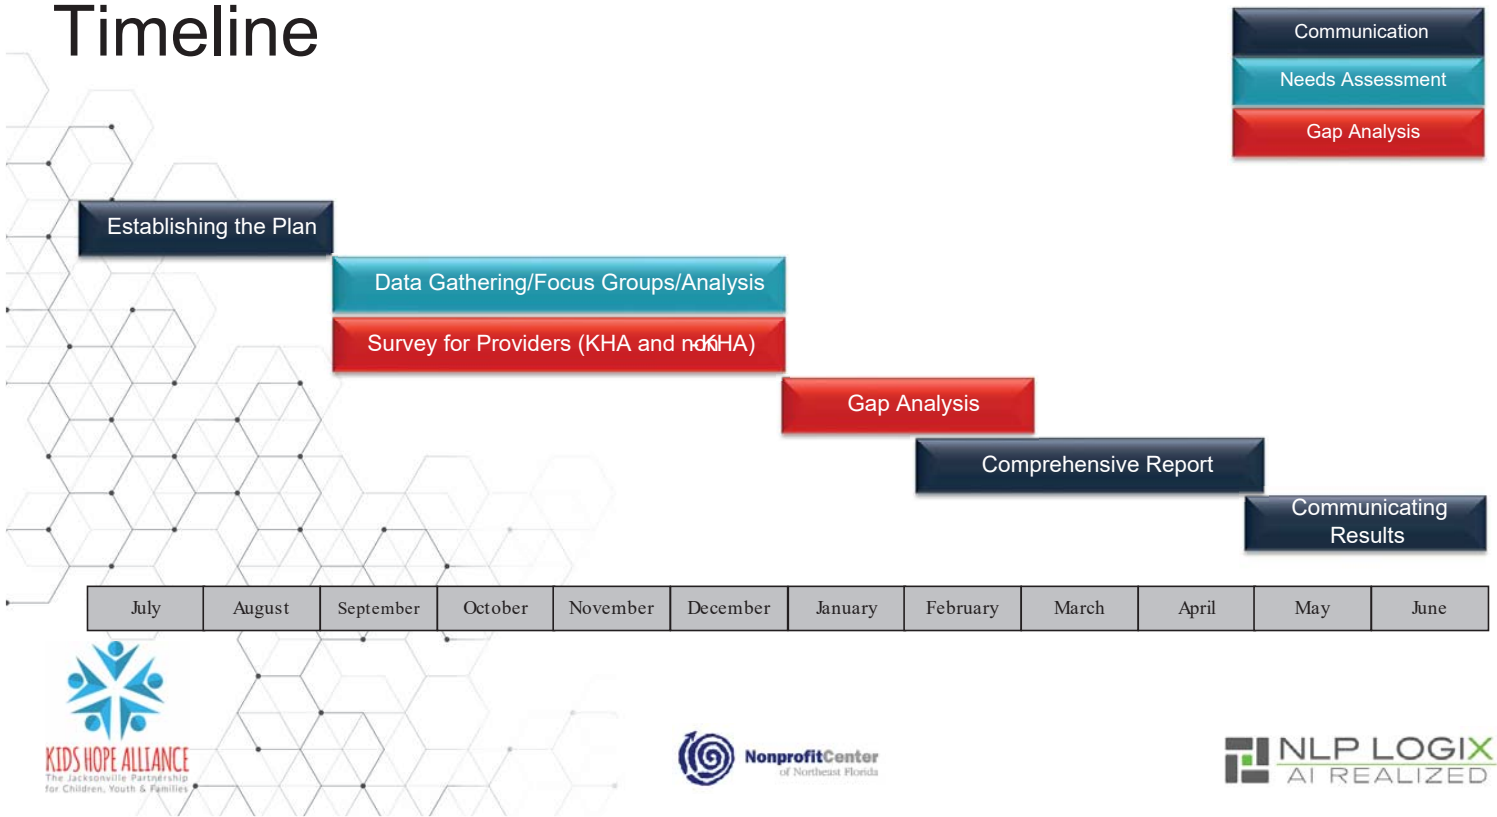 Timeline
Communication
Needs Assessment
Gap Analysis
Establishing the Plan
Data Gathering/Focus Groups/Analysis
Survey for Providers (KHA and non-KHA)
Gap Analysis
Comprehensive Report
Communicating
Results
July August September October November December January February March April May June
KIDS HOPE ALLIANCE
The Jacksonville Partnership
for Children, Youth & Families
NonprofitCenter
of Northeast Florida
NLP LOGIX
AI REALIZED